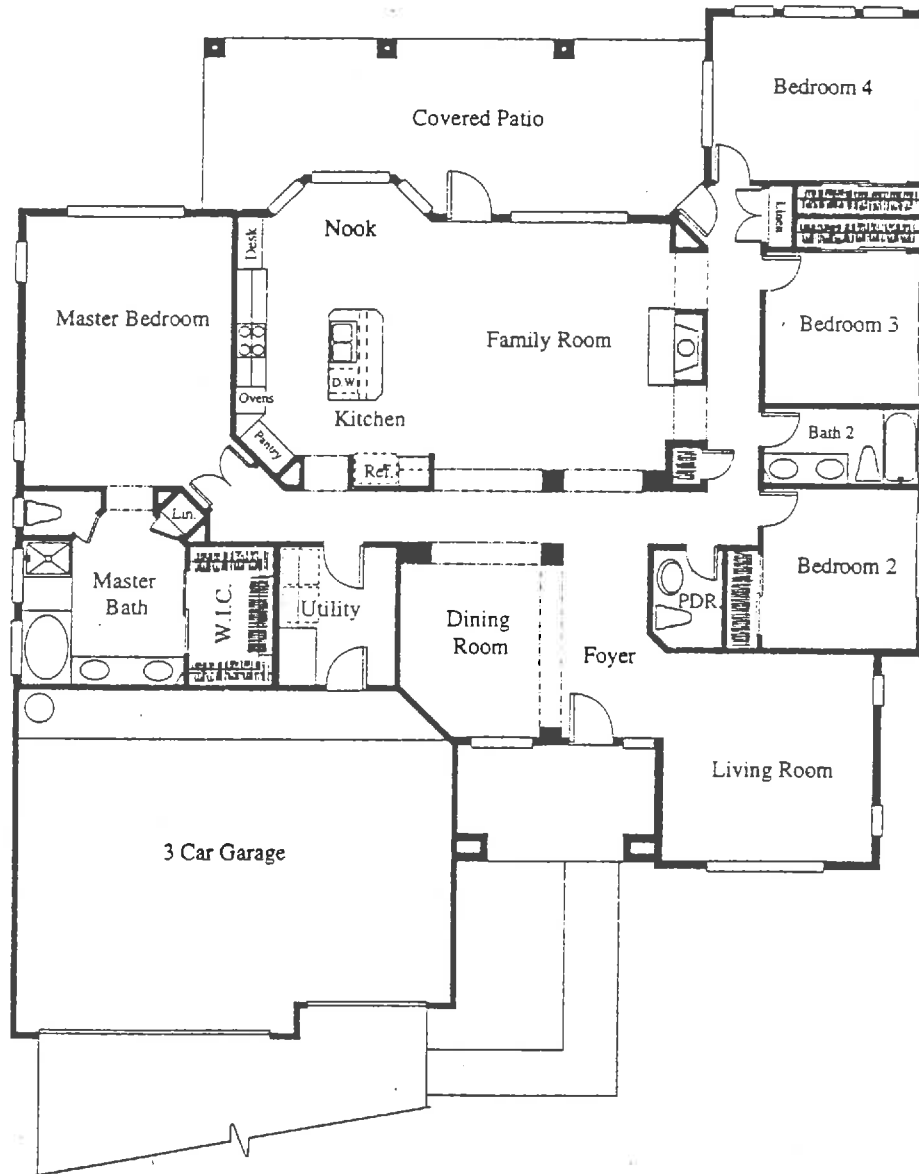 Bedroom 4
Covered Patio
Linen
Nook
Desk
Master Bedroom
Family Room
Bedroom 3
D.W
Ovens
Kitchen
Pantry
Bath 2
Ref.
Lin.
Master
Bath
W.I.C.
Utility
Dining
Room
Foyer
PDR.
Bedroom 2
Living Room
3 Car Garage